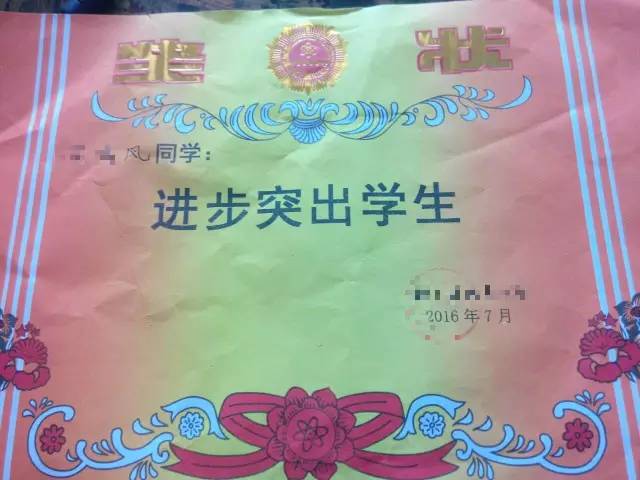 奖状
风同学：
进步突出学生
2016年7月